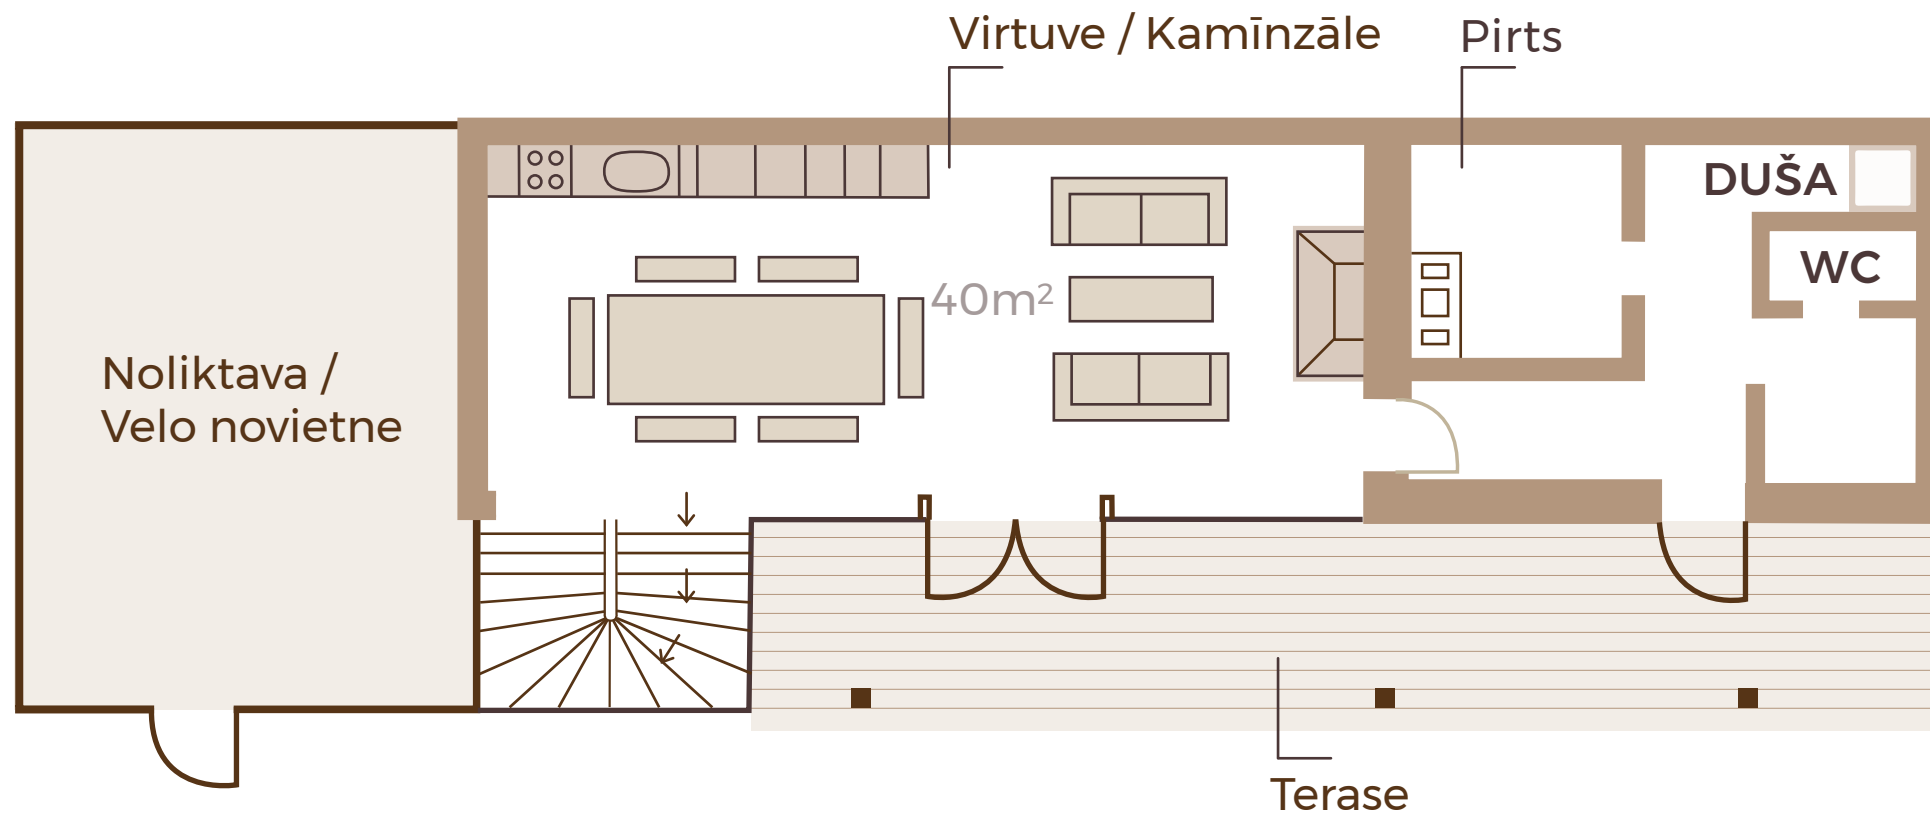 Virtuve / Kamīnzāle
Pirts
DUŠA
WC
40m²
Noliktava /
Velo novietne
Terase